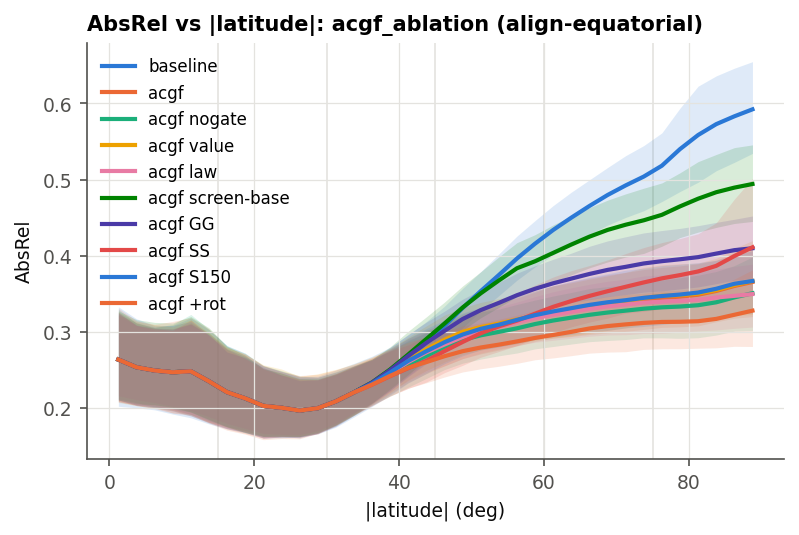 AbsRel vs |latitude|: acgf_ablation (align-equatorial)
baseline
acgf
acgf nogate
acgf value
acgf law
acgf screen-base
acgf GG
acgf SS
acgf S150
acgf +rot
AbsRel
0.6
0.5
0.4
0.3
0.2
0 20 40 60 80
|latitude| (deg)